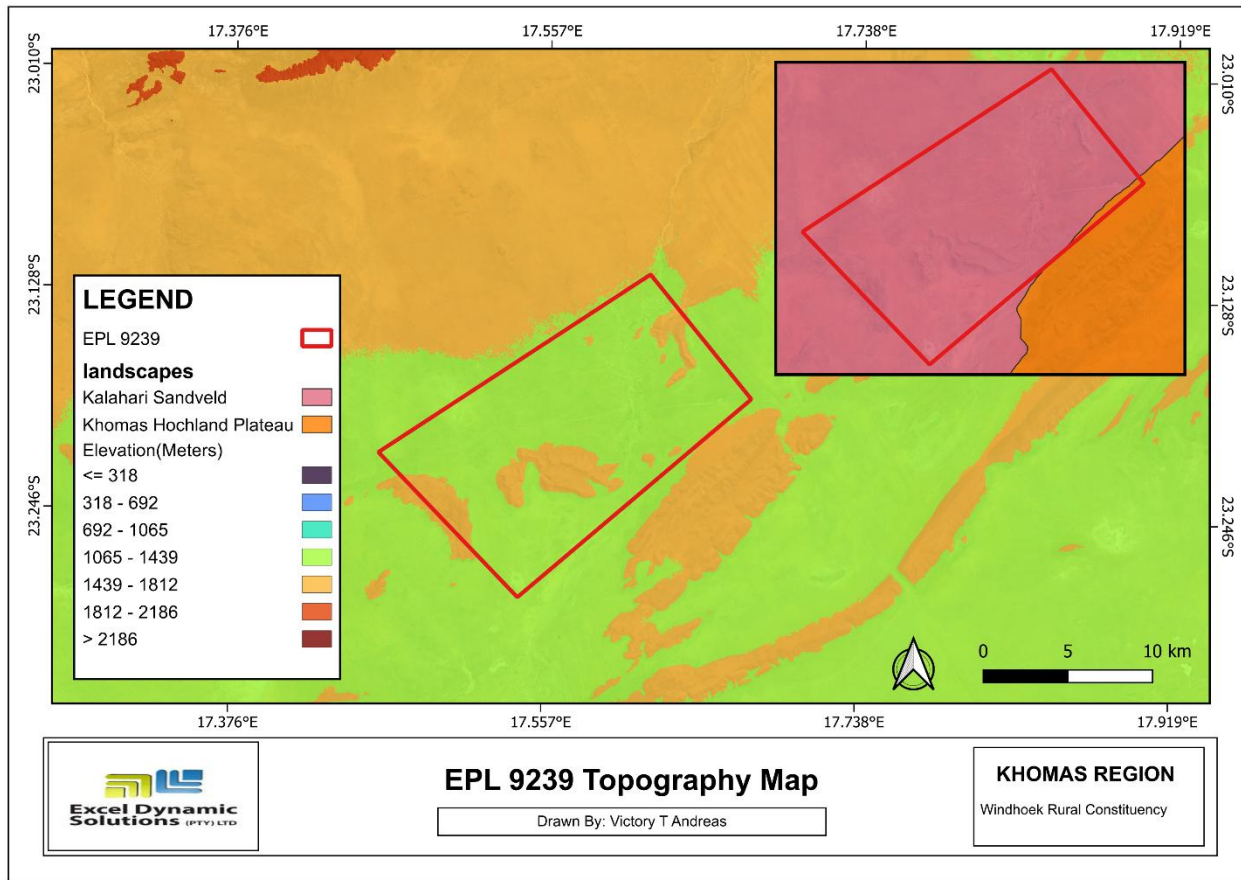 17.376°E 17.557°E 17.738°E 17.919°E
23.010°S
23.010°S
23.128°S
23.128°S
23.246°S
23.246°S
LEGEND
EPL 9239
landscapes
Kalahari Sandveld
Khomas Hochland Plateau
Elevation(Meters)
<= 318
318 - 692
692 - 1065
1065 - 1439
1439 - 1812
1812 - 2186
> 2186
0 5 10 km
17.376°E 17.557°E 17.738°E 17.919°E
Excel Dynamic
Solutions (PTY) LTD
EPL 9239 Topography Map
Drawn By: Victory T Andreas
KHOMAS REGION
Windhoek Rural Constituency